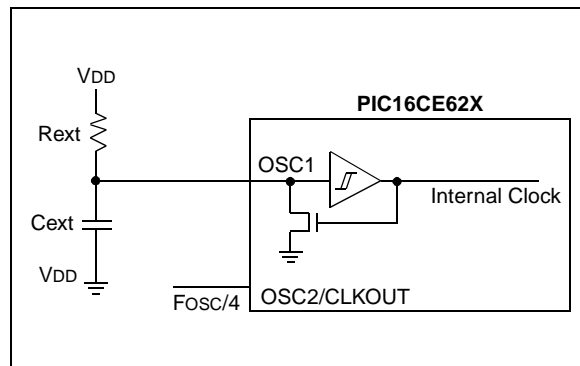 VDD
PIC16CE62X
Rext
OSC1
Internal Clock
Cext
VDD
FOSC/4
OSC2/CLKOUT